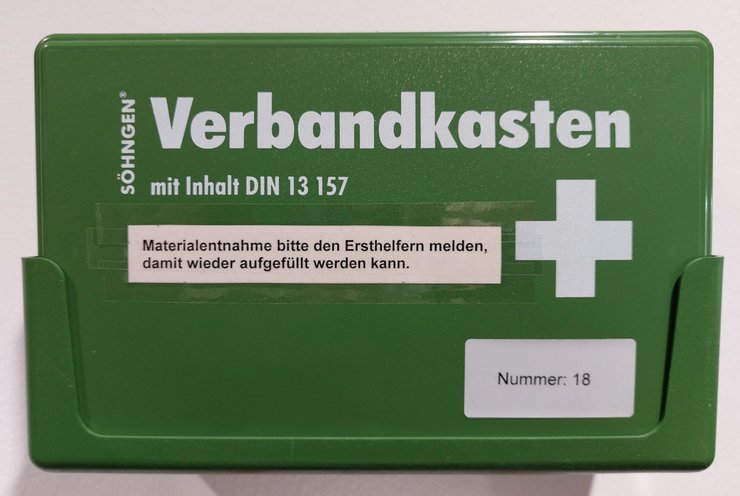 SÖHNGEN®
Verbandkasten
mit Inhalt DIN 13 157
Materialentnahme bitte den Ersthelfern melden,
damit wieder aufgefüllt werden kann.
Nummer: 18